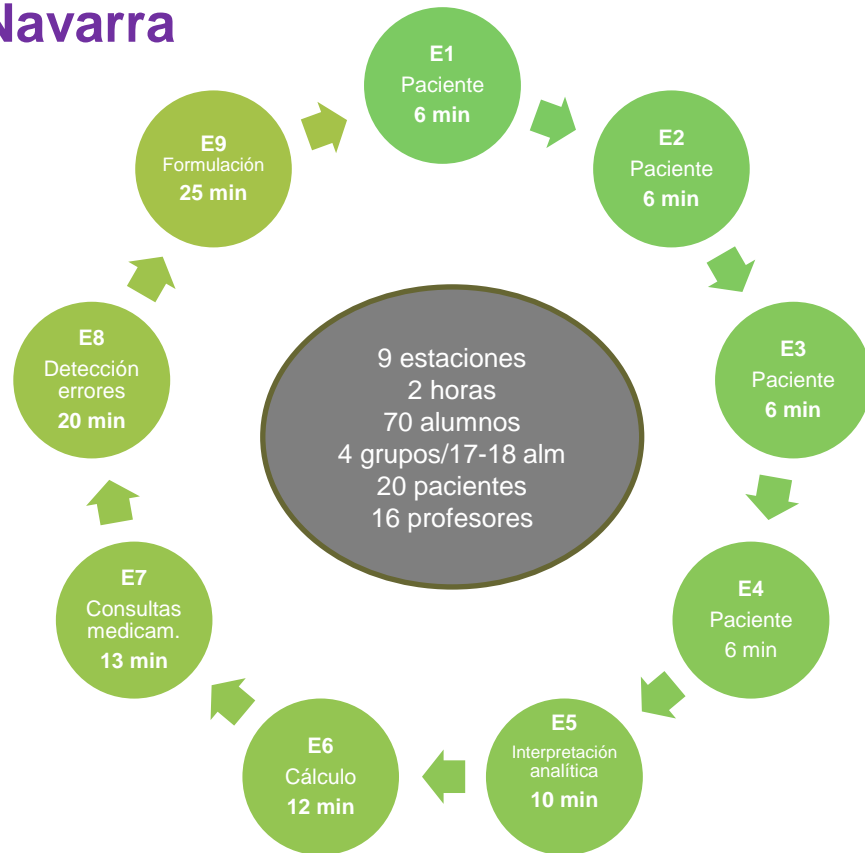 Navarra
E1
Paciente
6 min
E2
Paciente
6 min
E3
Paciente
6 min
E4
Paciente
6 min
E5
Interpretación
analítica
10 min
E6
Cálculo
12 min
E7
Consultas
medicam.
13 min
E8
Detección
errores
20 min
E9
Formulación
25 min
9 estaciones
2 horas
70 alumnos
4 grupos/17-18 alm
20 pacientes
16 profesores